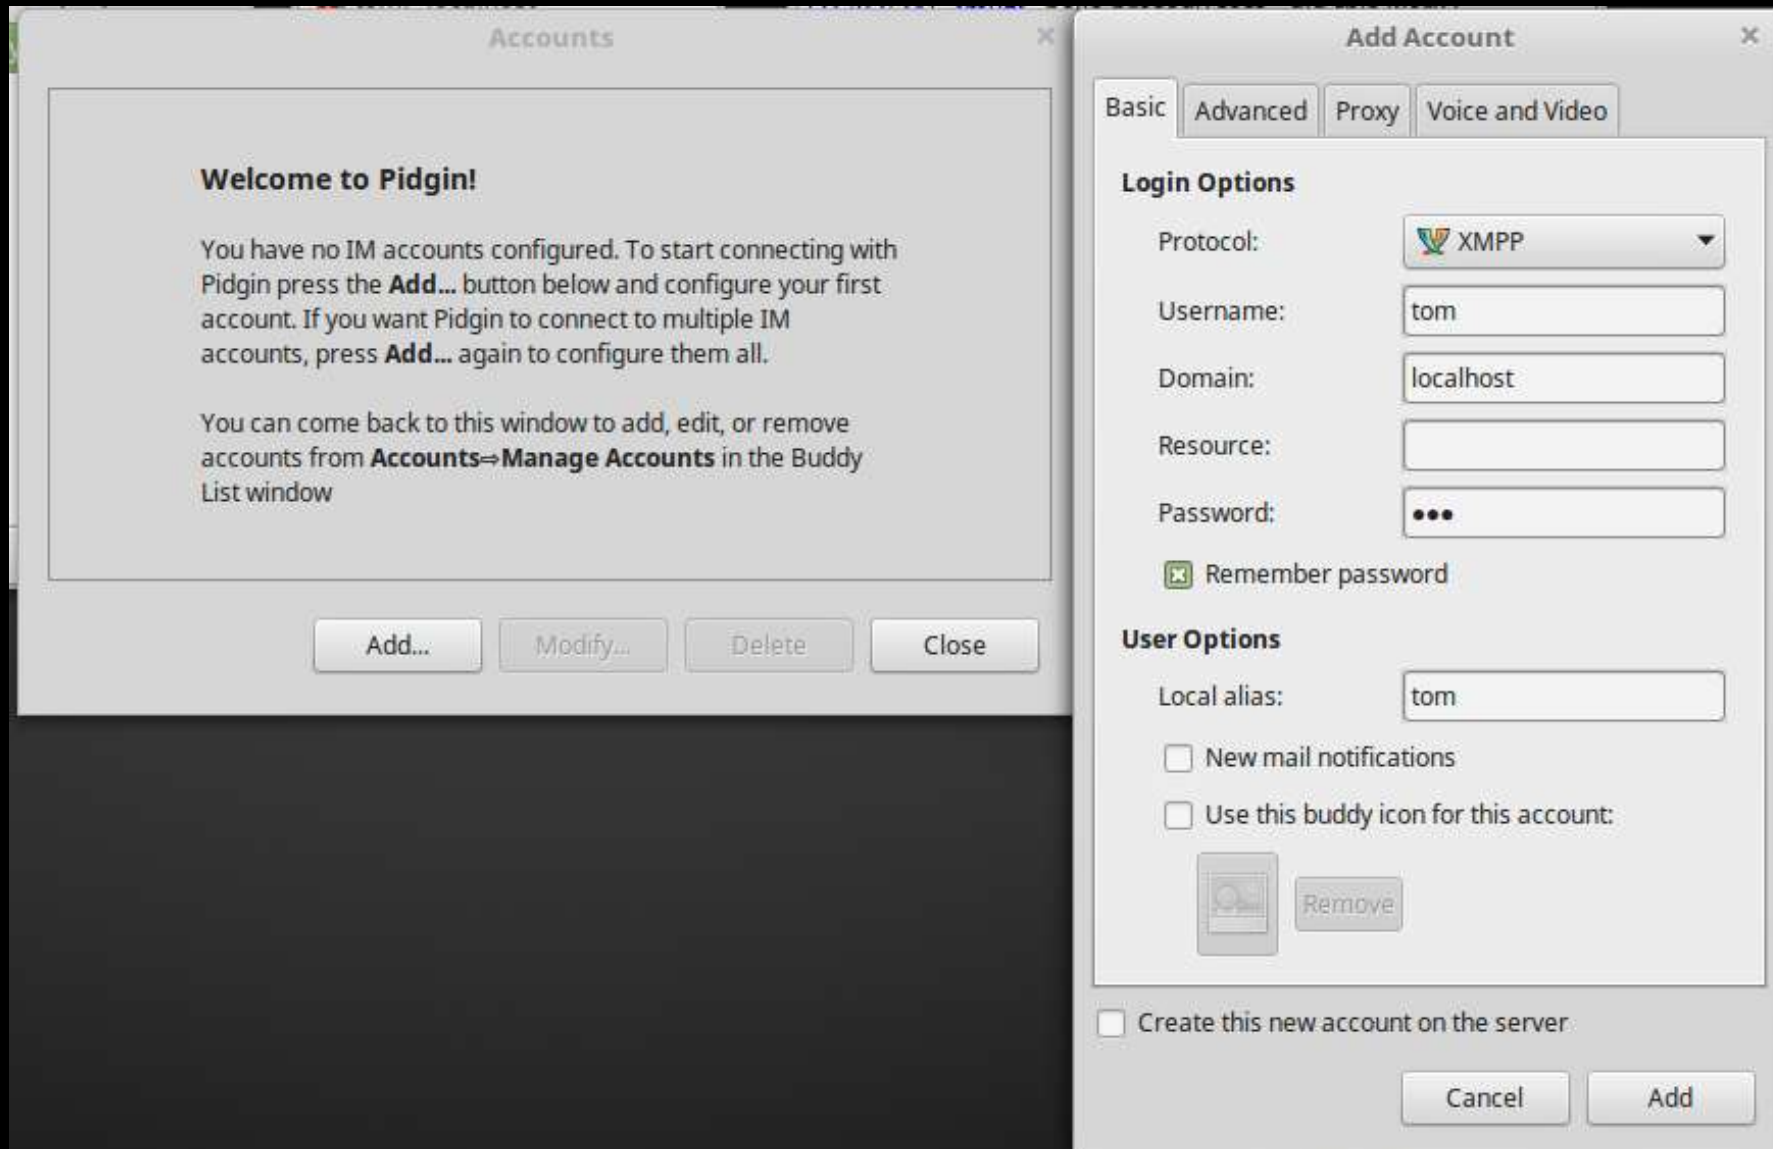 Accounts
Welcome to Pidgin!
You have no IM accounts configured. To start connecting with
Pidgin press the Add... button below and configure your first
account. If you want Pidgin to connect to multiple IM
accounts, press Add... again to configure them all.
You can come back to this window to add, edit, or remove
accounts from Accounts⇨Manage Accounts in the Buddy
List window
Add...
Modify...
Delete
Close
Add Account
Basic
Advanced
Proxy
Voice and Video
Login Options
Protocol:
XMPP
Username:
tom
Domain:
localhost
Resource:
Password:
•••
Remember password
User Options
Local alias:
tom
New mail notifications
Use this buddy icon for this account:
Remove
Create this new account on the server
Cancel
Add